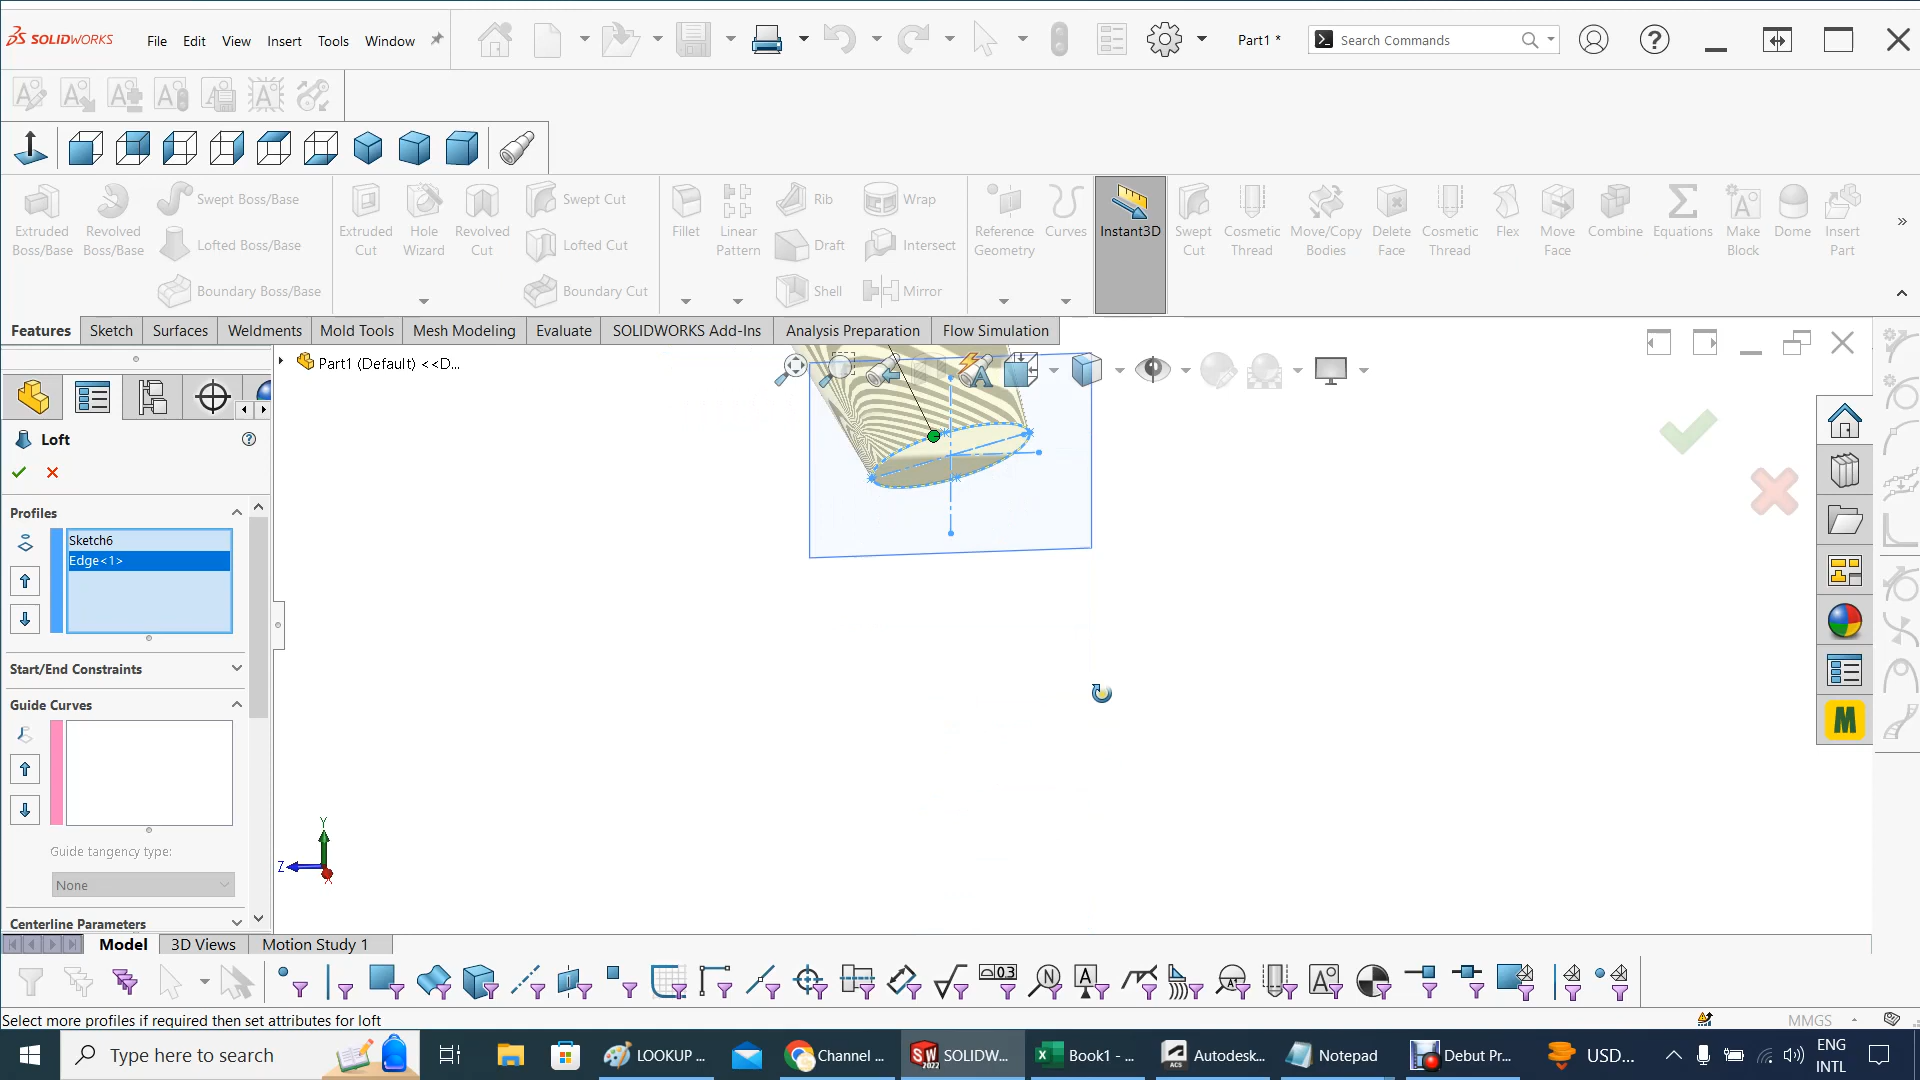 SOLIDWORKS File Edit View Insert Tools Window Part1 * Search Commands
Extruded Boss/Base
Revolved Boss/Base
Swept Boss/Base
Lofted Boss/Base
Boundary Boss/Base
Extruded Cut
Hole Wizard
Revolved Cut
Swept Cut
Lofted Cut
Boundary Cut
Fillet
Linear Pattern
Rib
Draft
Shell
Wrap
Intersect
Mirror
Reference Geometry
Curves
Instant3D
Swept Cut
Cosmetic Thread
Move/Copy Bodies
Delete Face
Cosmetic Thread
Flex
Move Face
Combine
Equations
Make Block
Dome
Insert Part
Features Sketch Surfaces Weldments Mold Tools Mesh Modeling Evaluate SOLIDWORKS Add-Ins Analysis Preparation Flow Simulation
Part1 (Default) <<D...
Loft
Profiles
Sketch6
Edge<1>
Start/End Constraints
Guide Curves
Guide tangency type:
None
Centerline Parameters
Y
Z
X
M
Model 3D Views Motion Study 1
Select more profiles if required then set attributes for loft
MMGS
Type here to search
LOOKUP ...
Channel ...
SOLIDW...
Book1 - ...
Autodesk...
Notepad
Debut Pr...
USD...
ENG
INTL